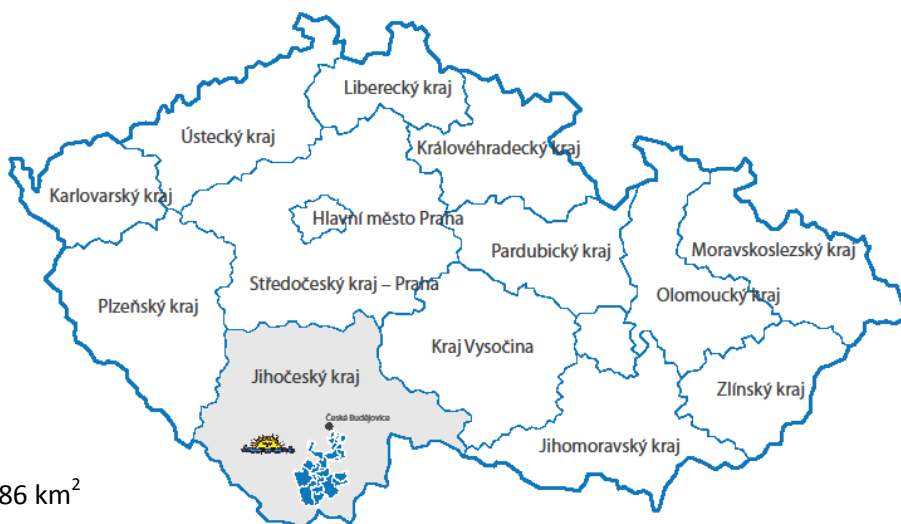 Liberecký kraj
Ústecký kraj
Královéhradecký kraj
Karlovarský kraj
Hlavní město Praha
Pardubický kraj
Moravskoslezský kraj
Středočeský kraj – Praha
Olomoucký kraj
Plzeňský kraj
Kraj Vysočina
Jihočeský kraj
Zlínský kraj
České Budějovice
Jihomoravský kraj
86 km²